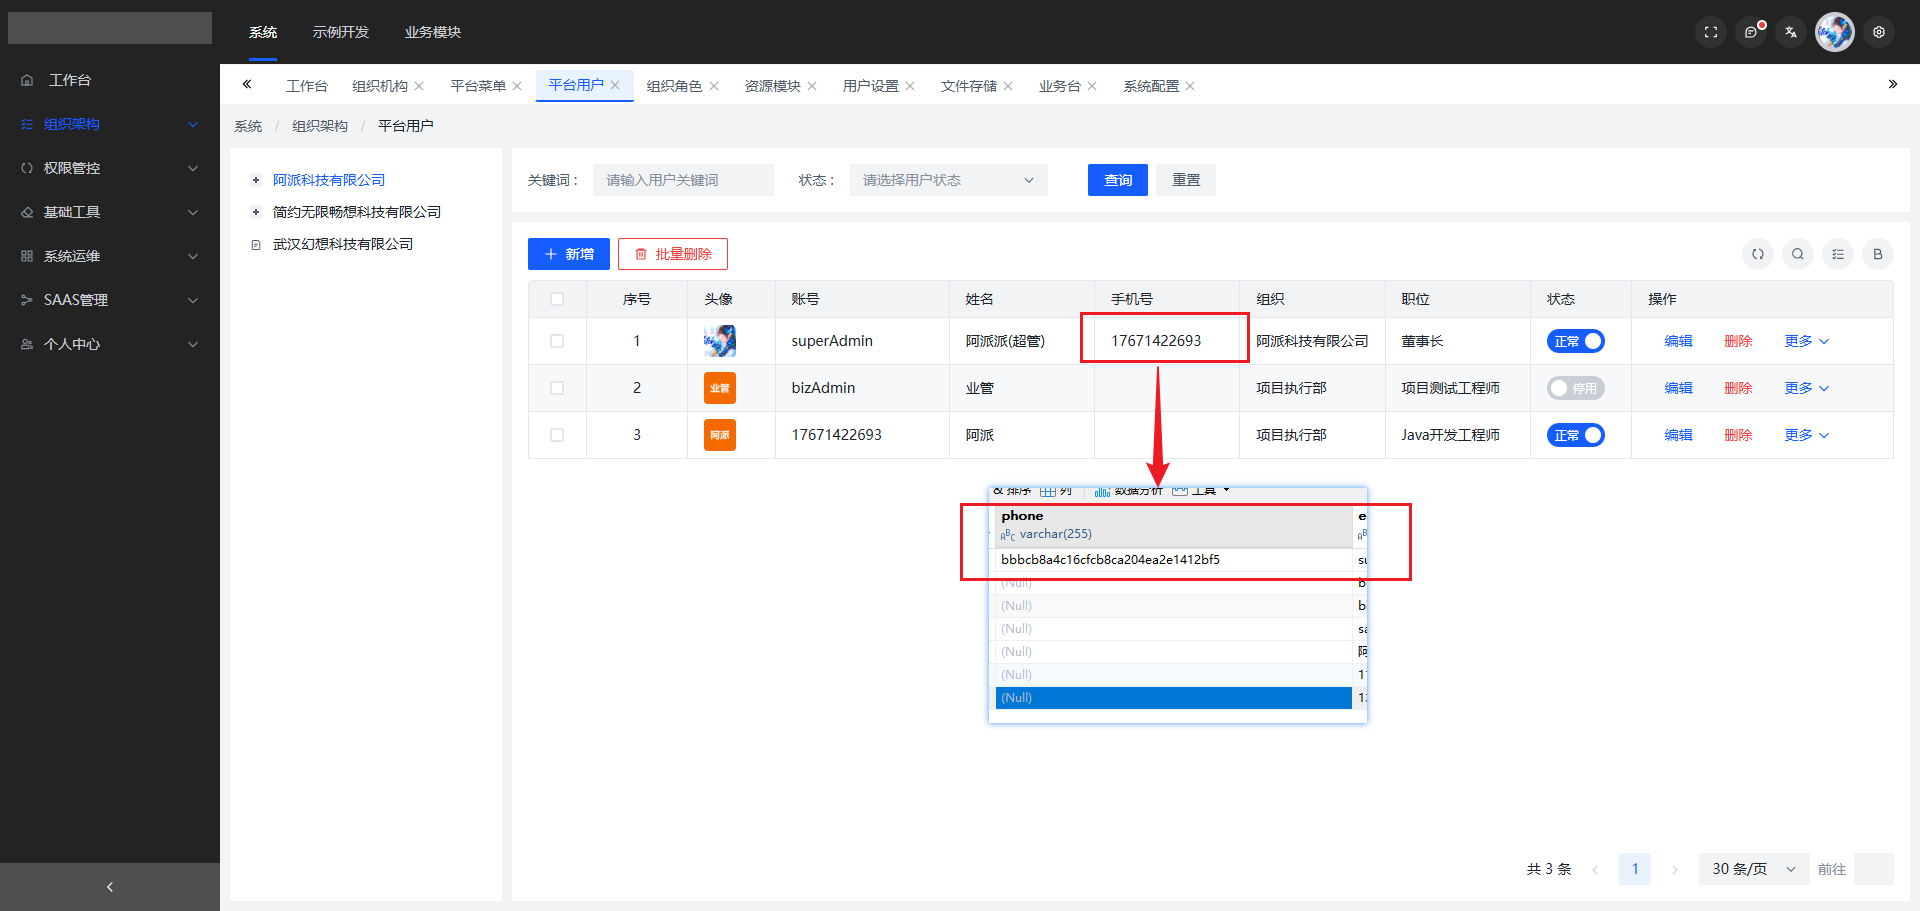 系统 示例开发 业务模块
工作台
组织架构
权限管控
基础工具
系统运维
SAAS管理
个人中心
工作台 组织机构 平台菜单 平台用户 组织角色 资源模块 用户设置 文件存储 业务台 系统配置
系统 / 组织架构 / 平台用户
阿派科技有限公司
简约无限畅想科技有限公司
武汉幻想科技有限公司
关键词： 请输入用户关键词 状态： 请选择用户状态 查询 重置
新增 批量删除
B
序号 头像 账号 姓名 手机号 组织 职位 状态 操作
1 superAdmin 阿派派(超管) 17671422693 阿派科技有限公司 董事长 正常 编辑 删除 更多
2 业管 bizAdmin 业管 项目执行部 项目测试工程师 停用 编辑 删除 更多
3 阿派 17671422693 阿派 项目执行部 Java开发工程师 正常 编辑 删除 更多
& 排序 列 数据分析 工具
phone e
ABC varchar(255) AB
bbbcb8a4c16cfcb8ca204ea2e1412bf5 su
(Null) b
(Null) b
(Null) sa
(Null) 阿
(Null) 1
(Null) 1
共 3 条 1 30 条/页 前往